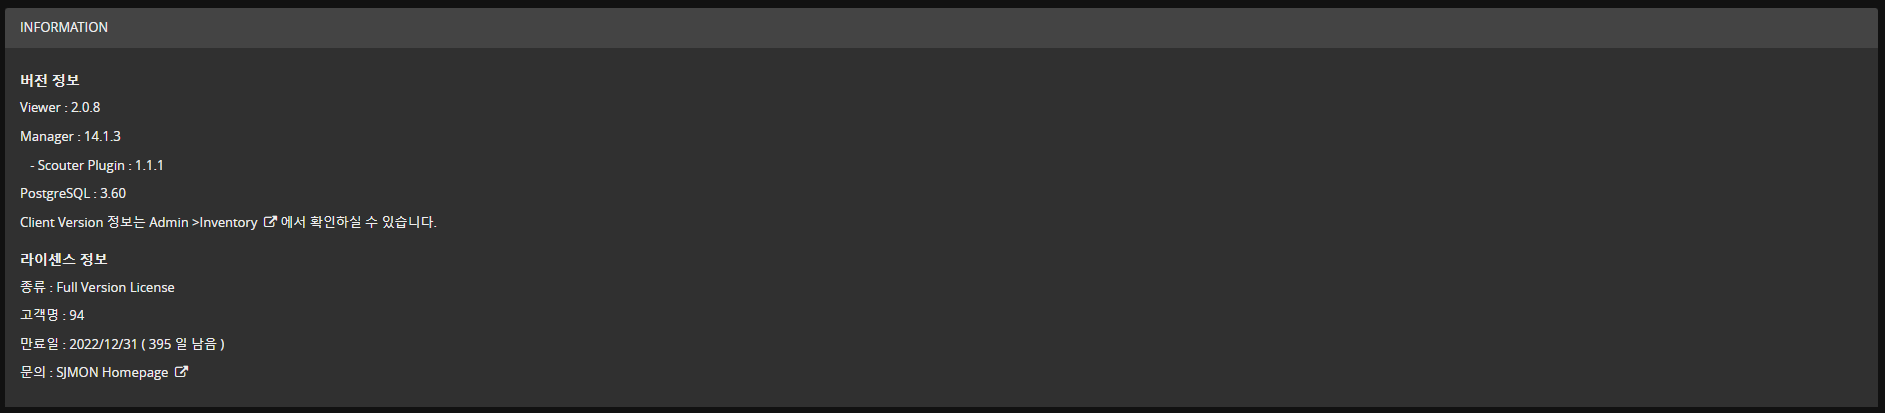 INFORMATION
버전 정보
Viewer : 2.0.8
Manager : 14.1.3
- Scouter Plugin : 1.1.1
PostgreSQL : 3.60
Client Version 정보는 Admin >Inventory 에서 확인하실 수 있습니다.
라이센스 정보
종류 : Full Version License
고객명 : 94
만료일 : 2022/12/31 ( 395 일 남음 )
문의 : SJMON Homepage